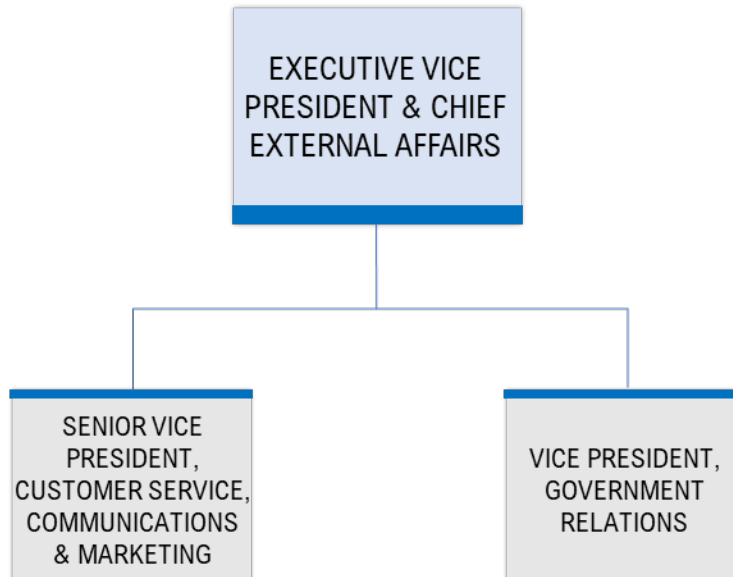 EXECUTIVE VICE
PRESIDENT & CHIEF
EXTERNAL AFFAIRS
SENIOR VICE
PRESIDENT,
CUSTOMER SERVICE,
COMMUNICATIONS
& MARKETING
VICE PRESIDENT,
GOVERNMENT
RELATIONS